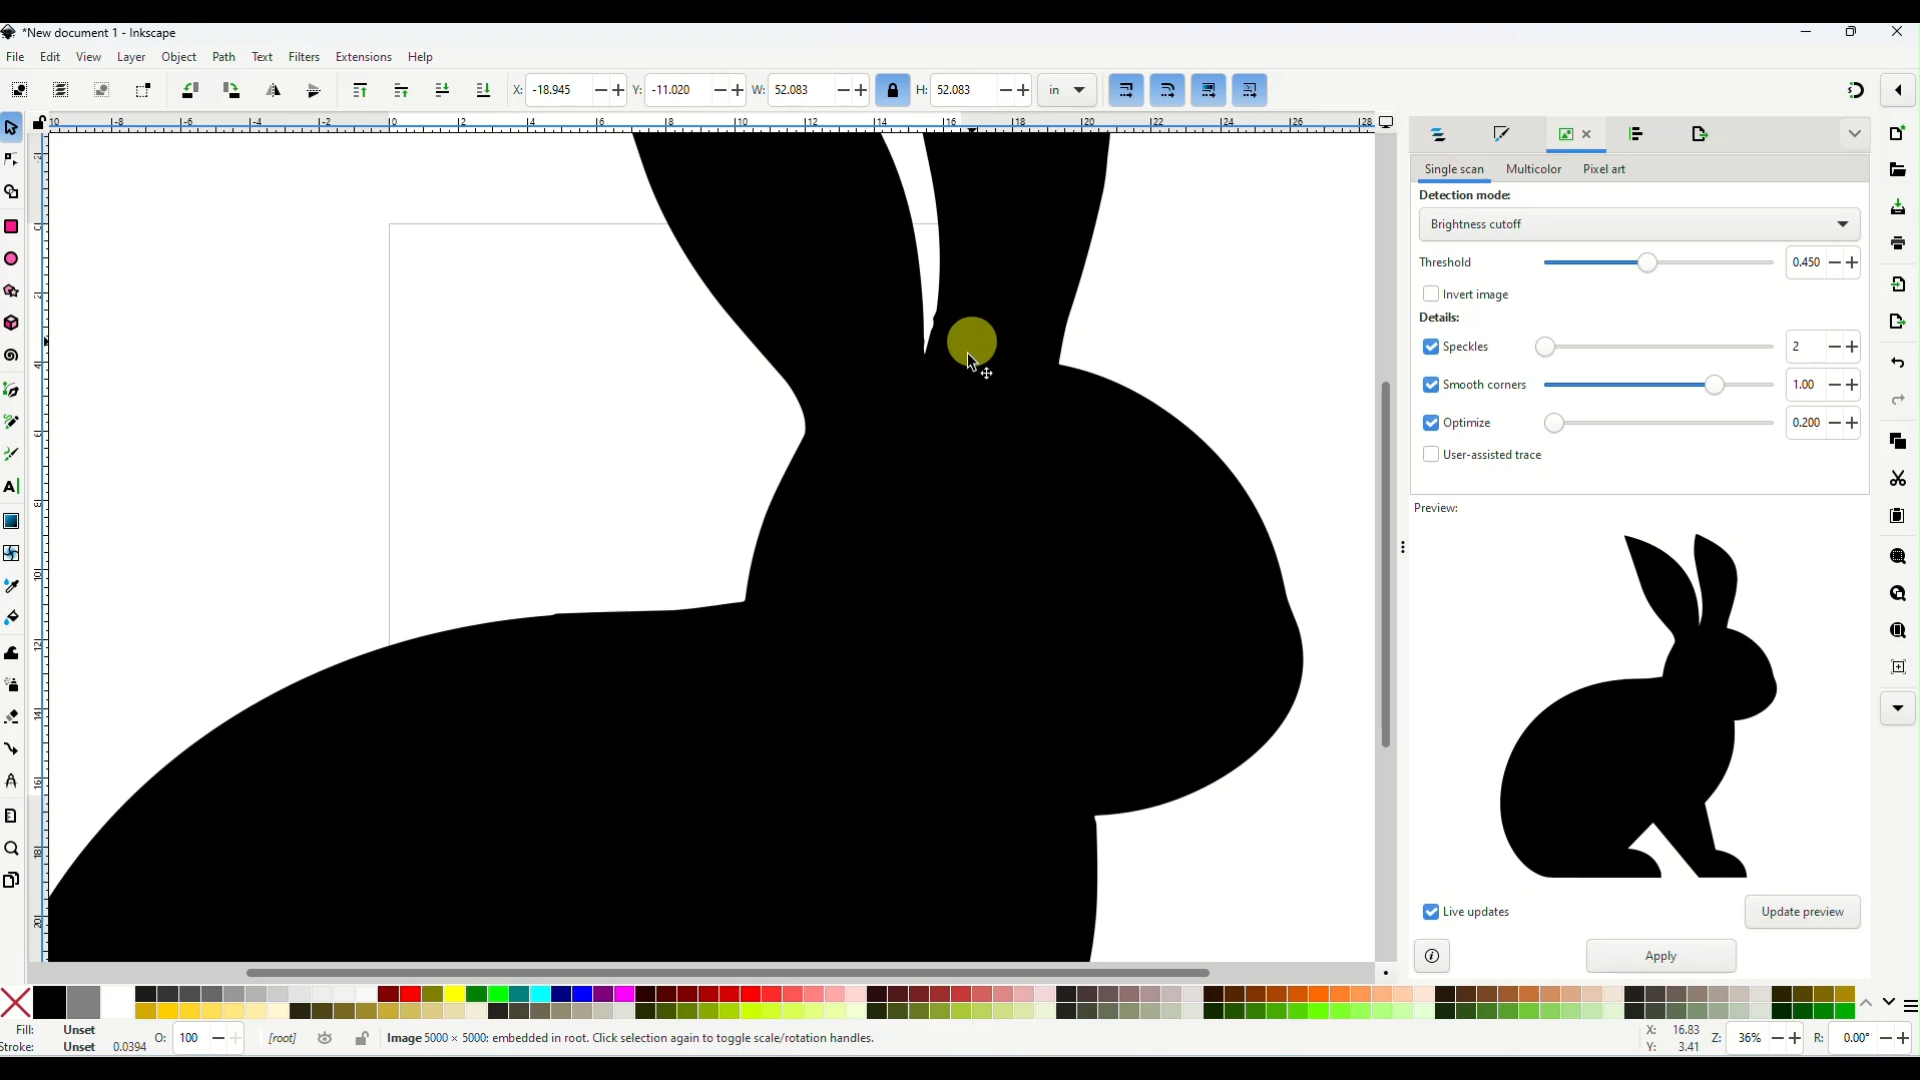 *New document 1 - Inkscape
File Edit View Layer Object Path Text Filters Extensions Help
X: -18.945 Y: -11.020 W: 52.083 H: 52.083 in
Single scan Multicolor Pixel art
Detection mode:
Brightness cutoff
Threshold 0.450
Invert image
Details:
Speckles 2
Smooth corners 1.00
Optimize 0.200
User-assisted trace
Preview:
Live updates Update preview
Apply
Fill: Unset
Stroke: Unset 0.0394 O: 100 [root] Image 5000 × 5000: embedded in root. Click selection again to toggle scale/rotation handles.
X: 16.83
Y: 3.41
Z: 36% R: 0.00°